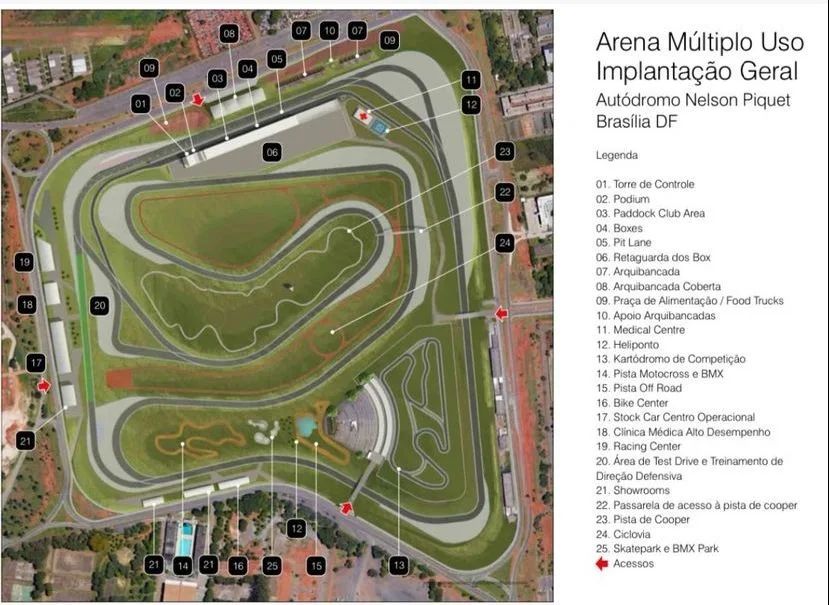 Arena Múltiplo Uso
Implantação Geral
Autódromo Nelson Piquet
Brasília DF
Legenda
01. Torre de Controle
02. Podium
03. Paddock Club Area
04. Boxes
05. Pit Lane
06. Retaguarda dos Box
07. Arquibancada
08. Arquibancada Coberta
09. Praça de Alimentação / Food Trucks
10. Apoio Arquibancadas
11. Medical Centre
12. Heliponto
13. Kartódromo de Competição
14. Pista Motocross e BMX
15. Pista Off Road
16. Bike Center
17. Stock Car Centro Operacional
18. Clínica Médica Alto Desempenho
19. Racing Center
20. Área de Test Drive e Treinamento de
Direção Defensiva
21. Showrooms
22. Passarela de acesso à pista de cooper
23. Pista de Cooper
24. Ciclovia
25. Skatepark e BMX Park
Acessos
07 10 07
08 09
05
04
09 03
02
01
11
12
06
23
22
24
19
18
20
17
21
12
21 14 21 16 25 15 13